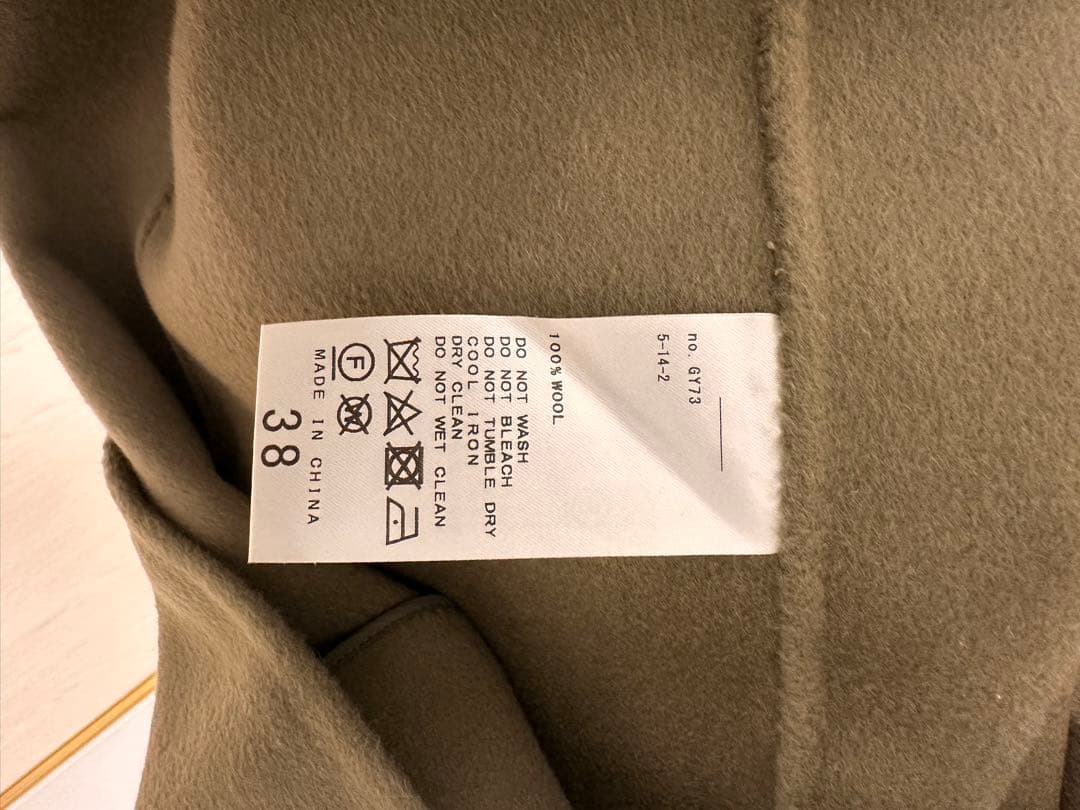 no. GY73
5-14-2
100% WOOL
DO NOT WASH
DO NOT BLEACH
DO NOT TUMBLE DRY
COOL IRON
DRY CLEAN
DO NOT WET CLEAN
F W
MADE IN CHINA
38